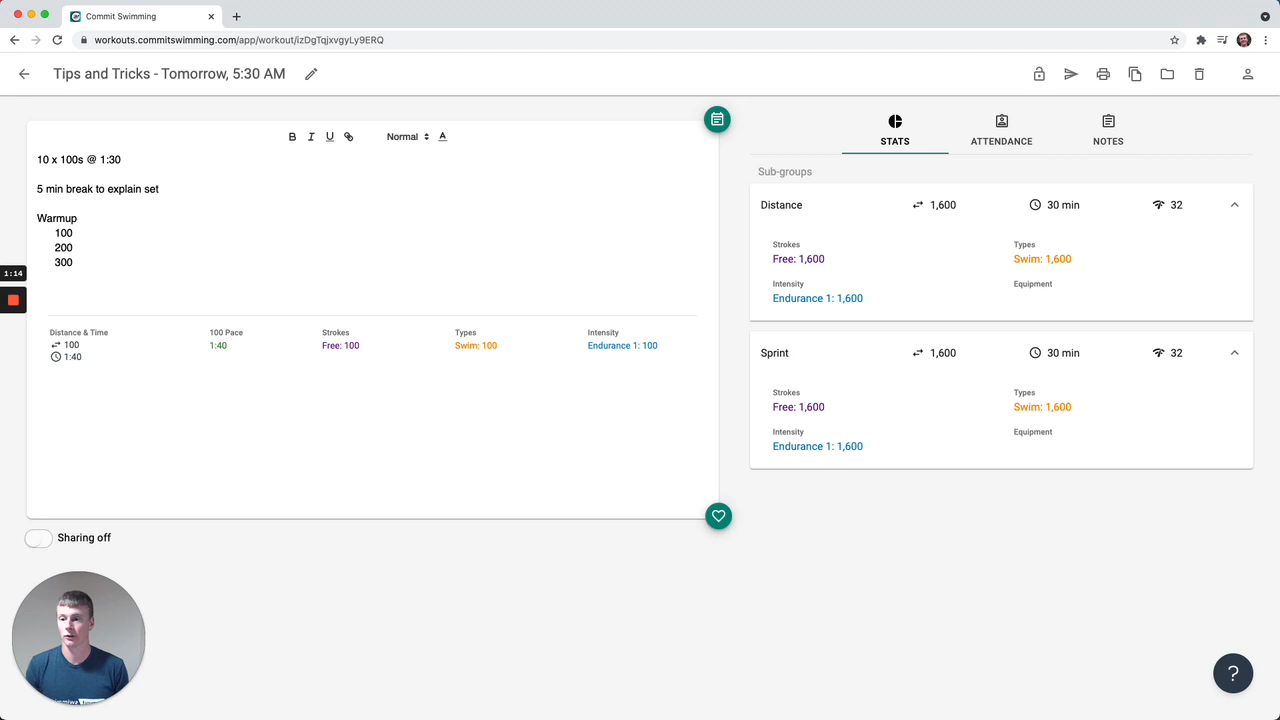 Commit Swimming
workouts.commitswimming.com/app/workout/izDgTqjxvgyLy9ERQ
Tips and Tricks - Tomorrow, 5:30 AM
B I U Normal A
10 x 100s @ 1:30
5 min break to explain set
Warmup
100
200
300
1:14
Distance & Time 100 Pace Strokes Types Intensity
100 1:40 Free: 100 Swim: 100 Endurance 1: 100
1:40
Sharing off
STATS ATTENDANCE NOTES
Sub-groups
Distance 1,600 30 min 32
Strokes Types
Free: 1,600 Swim: 1,600
Intensity Equipment
Endurance 1: 1,600
Sprint 1,600 30 min 32
Strokes Types
Free: 1,600 Swim: 1,600
Intensity Equipment
Endurance 1: 1,600
?